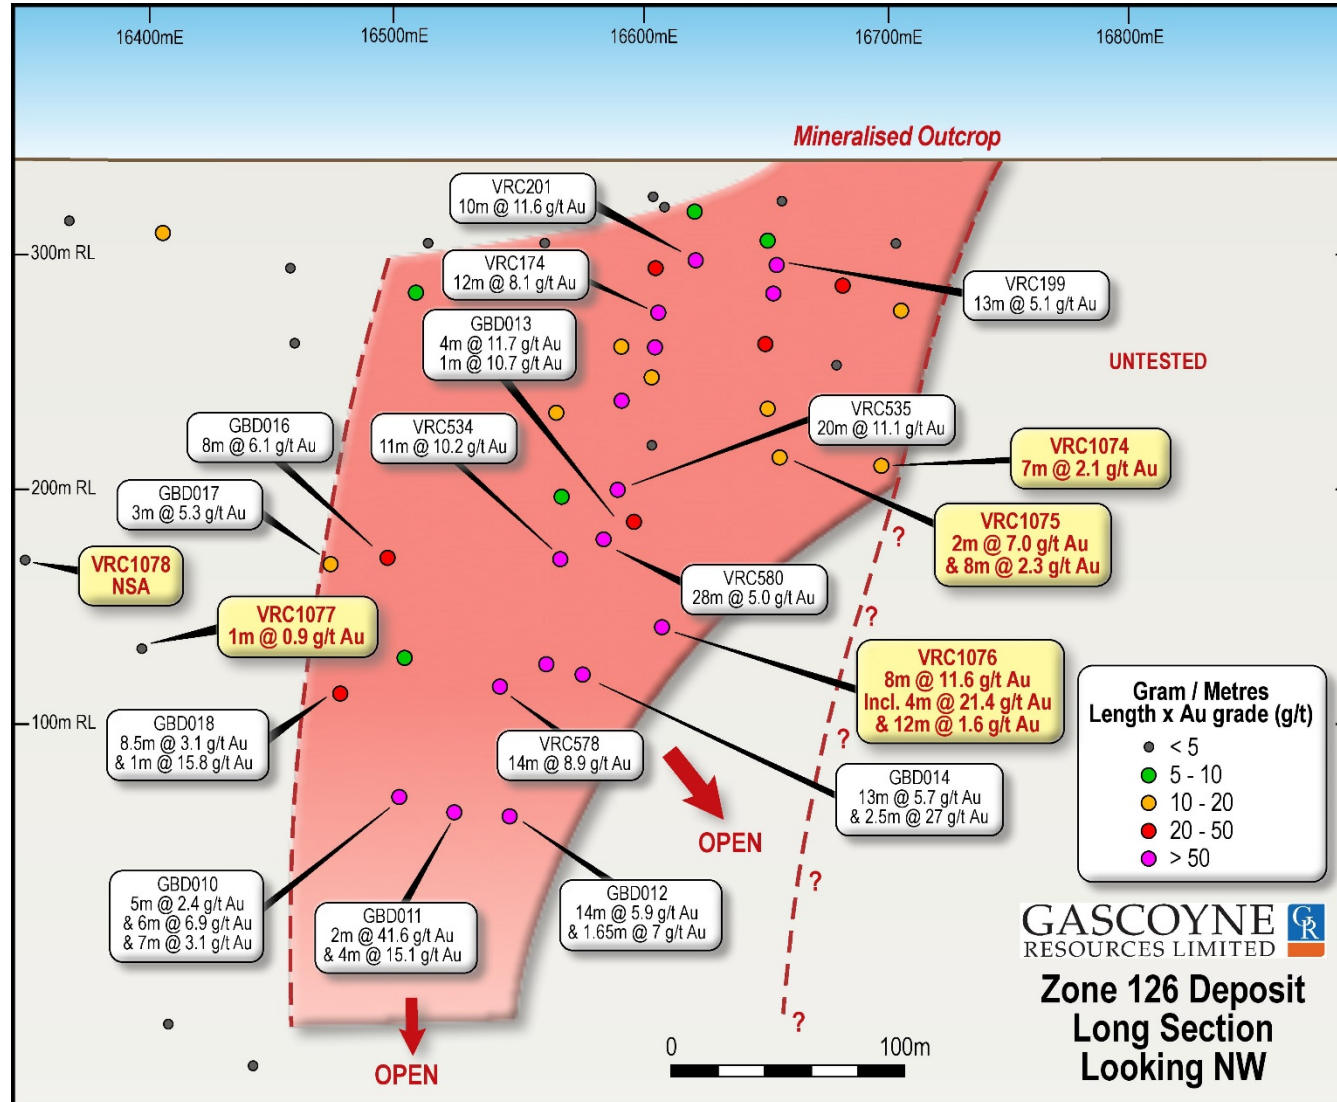 16400mE
16500mE
16600mE
16700mE
16800mE
Mineralised Outcrop
VRC201
10m @ 11.6 g/t Au
300m RL
VRC174
12m @ 8.1 g/t Au
VRC199
13m @ 5.1 g/t Au
GBD013
4m @ 11.7 g/t Au
1m @ 10.7 g/t Au
UNTESTED
GBD016
8m @ 6.1 g/t Au
VRC534
11m @ 10.2 g/t Au
VRC535
20m @ 11.1 g/t Au
VRC1074
7m @ 2.1 g/t Au
200m RL
GBD017
3m @ 5.3 g/t Au
VRC1075
2m @ 7.0 g/t Au
& 8m @ 2.3 g/t Au
?
VRC1078
NSA
VRC580
28m @ 5.0 g/t Au
VRC1077
1m @ 0.9 g/t Au
?
VRC1076
8m @ 11.6 g/t Au
Incl. 4m @ 21.4 g/t Au
& 12m @ 1.6 g/t Au
100m RL
GBD018
8.5m @ 3.1 g/t Au
& 1m @ 15.8 g/t Au
VRC578
14m @ 8.9 g/t Au
?
GBD014
13m @ 5.7 g/t Au
& 2.5m @ 27 g/t Au
OPEN
Gram / Metres
Length x Au grade (g/t)
< 5
5 - 10
10 - 20
20 - 50
> 50
?
GBD010
5m @ 2.4 g/t Au
& 6m @ 6.9 g/t Au
& 7m @ 3.1 g/t Au
GBD011
2m @ 41.6 g/t Au
& 4m @ 15.1 g/t Au
GBD012
14m @ 5.9 g/t Au
& 1.65m @ 7 g/t Au
GASCOYNE
RESOURCES LIMITED
GR
Zone 126 Deposit
Long Section
Looking NW
?
OPEN
0
100m